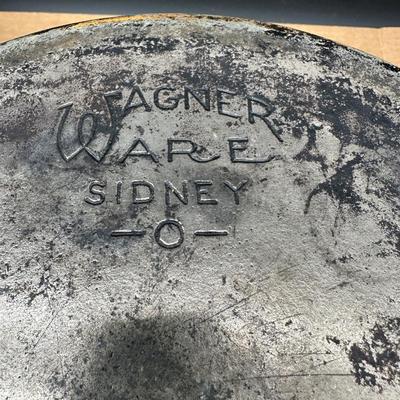 WAGNER
WARE
SIDNEY
-O-